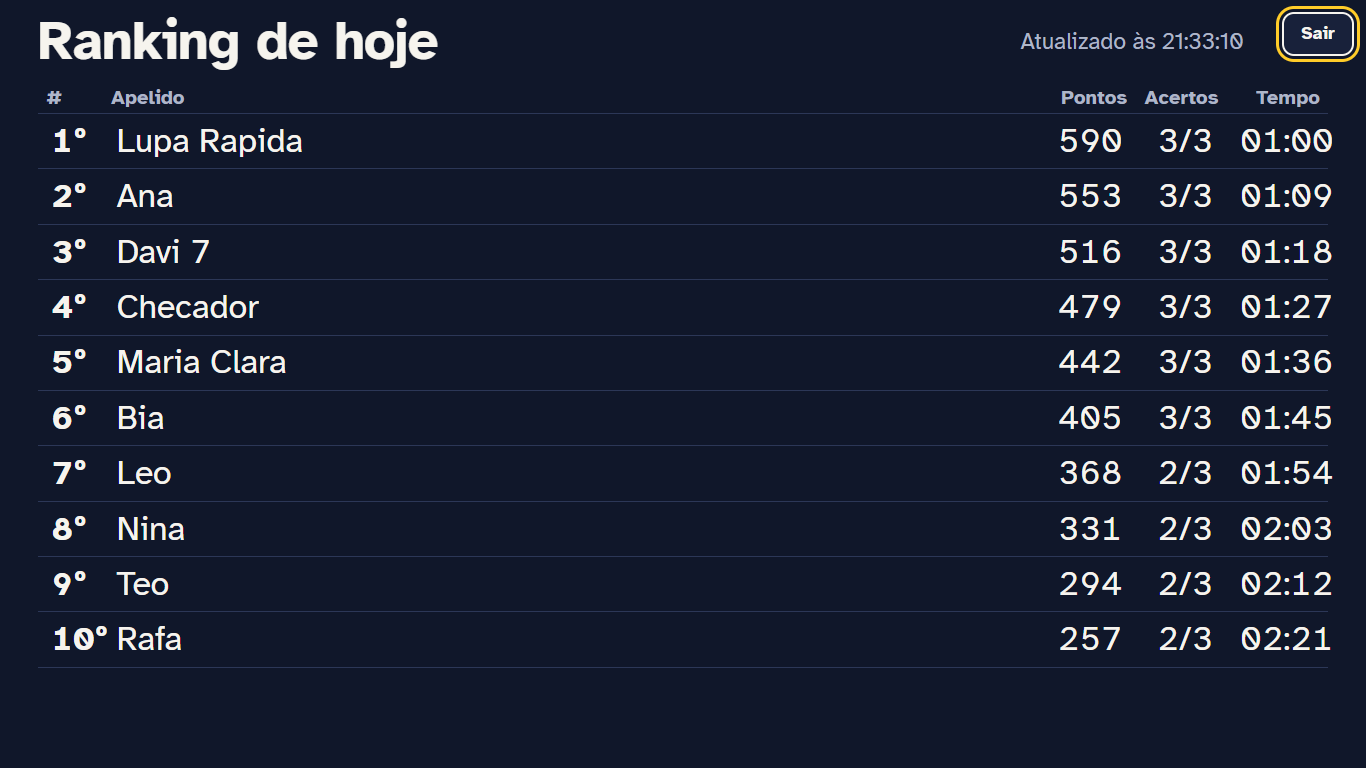 Ranking de hoje
Atualizado às 21:33:10
Sair
# Apelido Pontos Acertos Tempo
1º Lupa Rapida 590 3/3 01:00
2º Ana 553 3/3 01:09
3º Davi 7 516 3/3 01:18
4º Checador 479 3/3 01:27
5º Maria Clara 442 3/3 01:36
6º Bia 405 3/3 01:45
7º Leo 368 2/3 01:54
8º Nina 331 2/3 02:03
9º Teo 294 2/3 02:12
10º Rafa 257 2/3 02:21